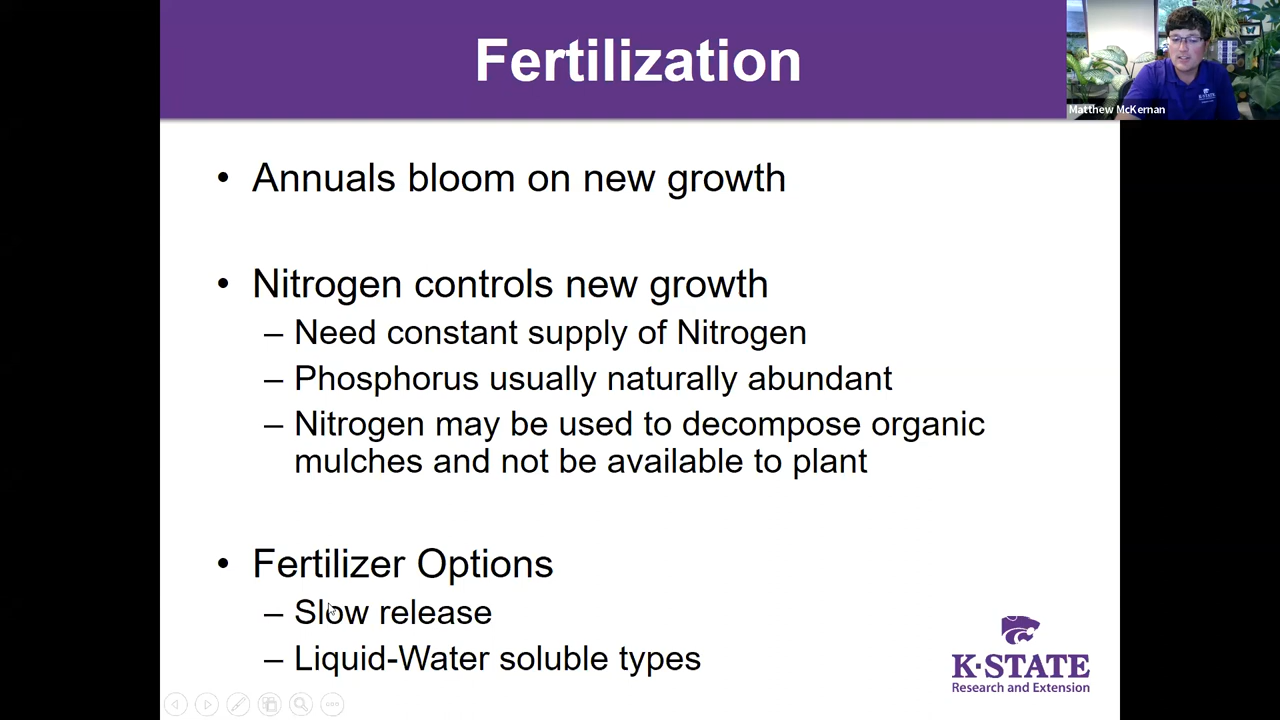 Fertilization
Matthew McKernan
• Annuals bloom on new growth
• Nitrogen controls new growth
– Need constant supply of Nitrogen
– Phosphorus usually naturally abundant
– Nitrogen may be used to decompose organic
mulches and not be available to plant
• Fertilizer Options
– Slow release
– Liquid-Water soluble types
K-STATE
Research and Extension